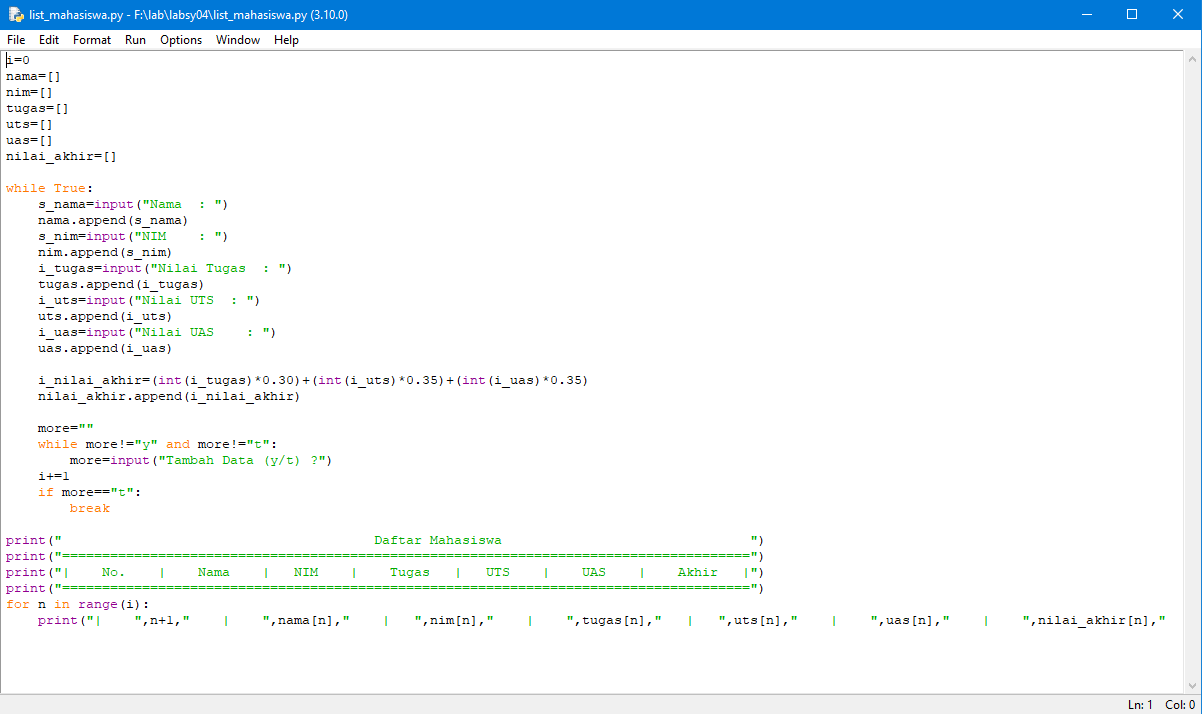 list_mahasiswa.py - F:\lab\labsy04\list_mahasiswa.py (3.10.0)
File Edit Format Run Options Window Help
i=0
nama=[]
nim=[]
tugas=[]
uts=[]
uas=[]
nilai_akhir=[]

while True:
    s_nama=input("Nama  : ")
    nama.append(s_nama)
    s_nim=input("NIM    : ")
    nim.append(s_nim)
    i_tugas=input("Nilai Tugas  : ")
    tugas.append(i_tugas)
    i_uts=input("Nilai UTS  : ")
    uts.append(i_uts)
    i_uas=input("Nilai UAS    : ")
    uas.append(i_uas)

    i_nilai_akhir=(int(i_tugas)*0.30)+(int(i_uts)*0.35)+(int(i_uas)*0.35)
    nilai_akhir.append(i_nilai_akhir)

    more=""
    while more!="y" and more!="t":
        more=input("Tambah Data (y/t) ?")
    i+=1
    if more=="t":
        break

print("                                       Daftar Mahasiswa                               ")
print("======================================================================================")
print("|    No.    |    Nama    |   NIM    |    Tugas   |   UTS    |    UAS    |    Akhir   |")
print("======================================================================================")
for n in range(i):
    print("|    ",n+1,"    |    ",nama[n],"    |   ",nim[n],"    |    ",tugas[n],"   |   ",uts[n],"    |    ",uas[n],"    |    ",nilai_akhir[n],"
Ln: 1 Col: 0